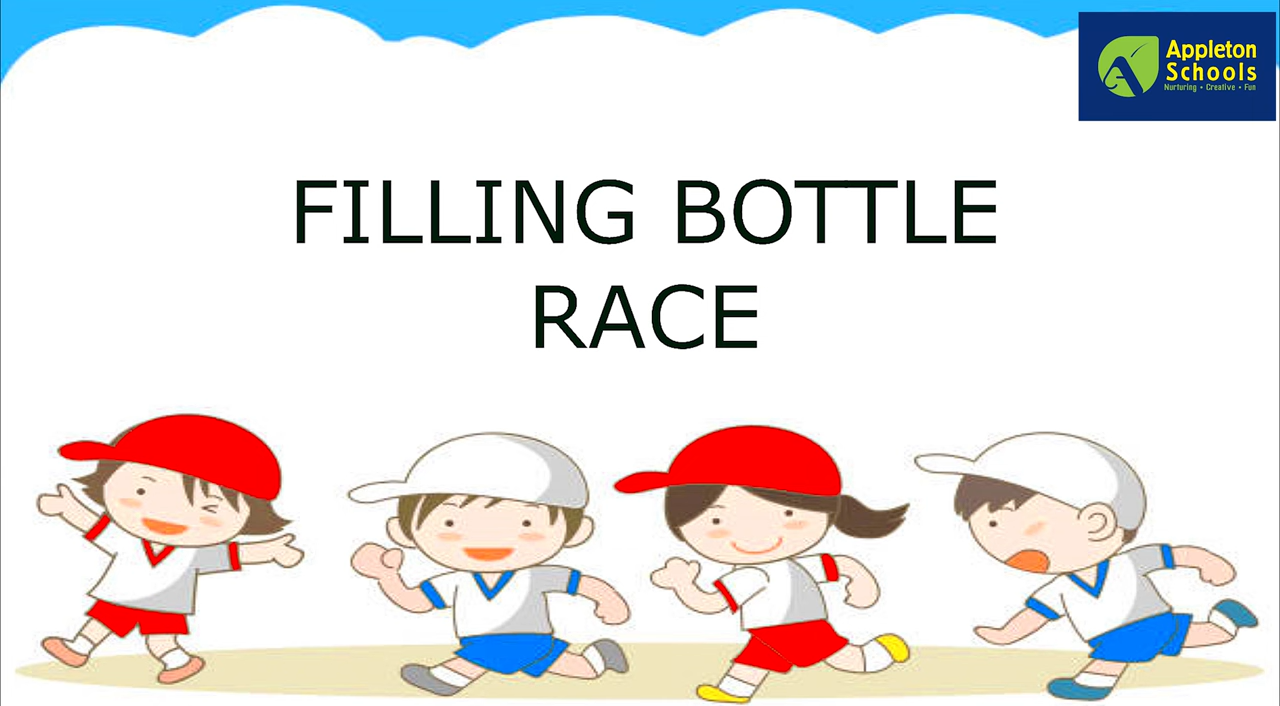 Appleton
Schools
Nurturing • Creative • Fun
FILLING BOTTLE
RACE